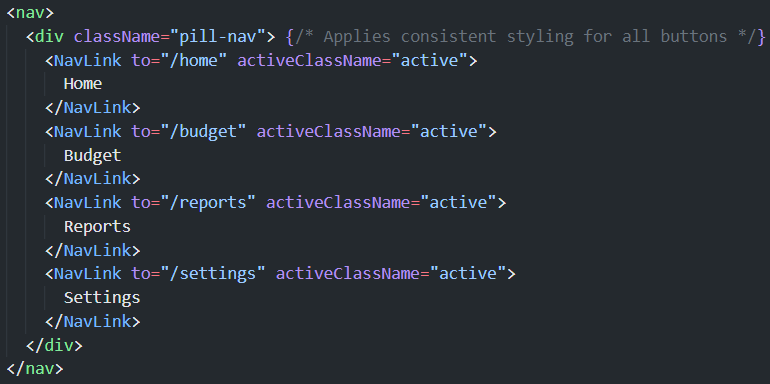 <nav>
<div className="pill-nav"> {/* Applies consistent styling for all buttons */}
<NavLink to="/home" activeClassName="active">
Home
</NavLink>
<NavLink to="/budget" activeClassName="active">
Budget
</NavLink>
<NavLink to="/reports" activeClassName="active">
Reports
</NavLink>
<NavLink to="/settings" activeClassName="active">
Settings
</NavLink>
</div>
</nav>